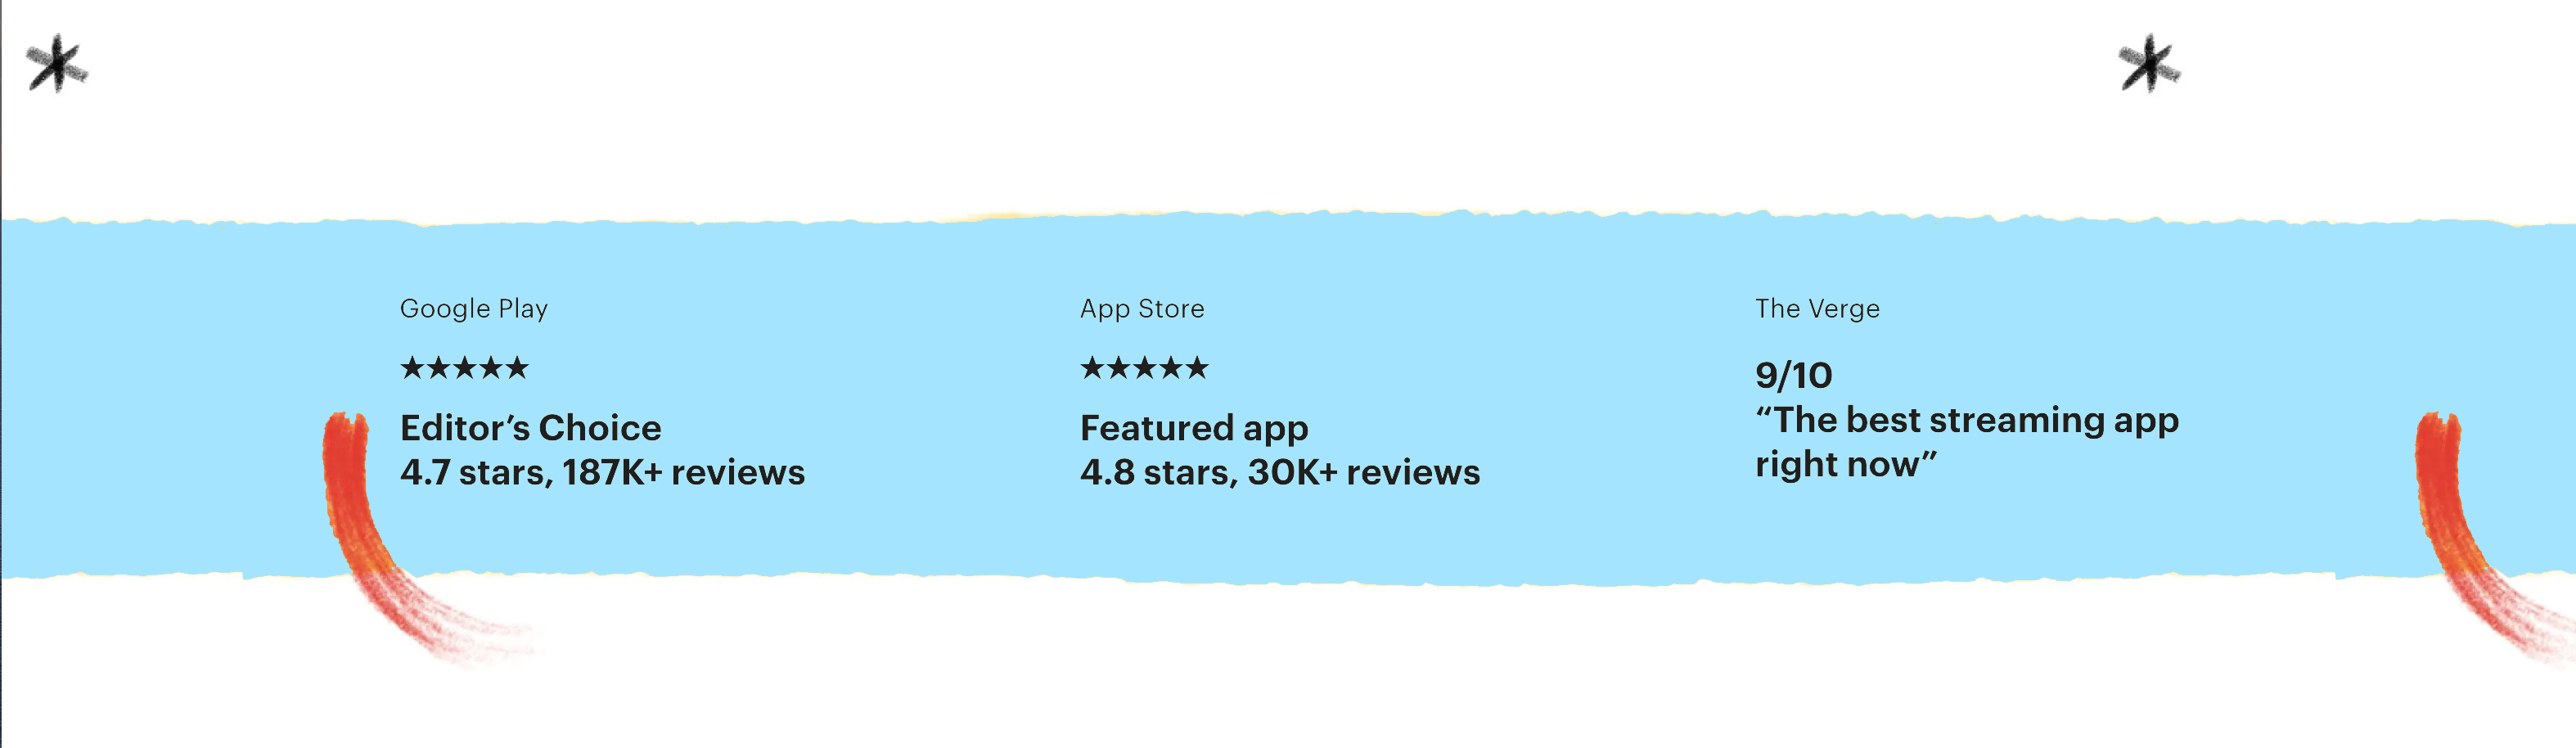 Google Play
★★★★★
Editor’s Choice
4.7 stars, 187K+ reviews
App Store
★★★★★
Featured app
4.8 stars, 30K+ reviews
The Verge
9/10
“The best streaming app
right now”